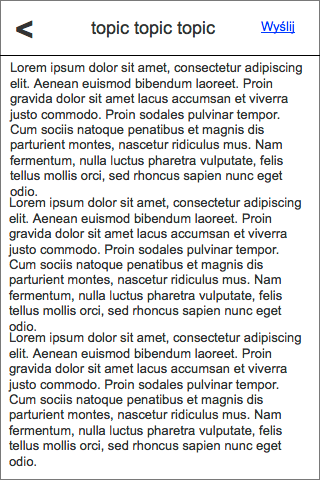 < topic topic topic Wyślij
Lorem ipsum dolor sit amet, consectetur adipiscing
elit. Aenean euismod bibendum laoreet. Proin
gravida dolor sit amet lacus accumsan et viverra
justo commodo. Proin sodales pulvinar tempor.
Cum sociis natoque penatibus et magnis dis
parturient montes, nascetur ridiculus mus. Nam
fermentum, nulla luctus pharetra vulputate, felis
tellus mollis orci, sed rhoncus sapien nunc eget
odio.
Lorem ipsum dolor sit amet, consectetur adipiscing
elit. Aenean euismod bibendum laoreet. Proin
gravida dolor sit amet lacus accumsan et viverra
justo commodo. Proin sodales pulvinar tempor.
Cum sociis natoque penatibus et magnis dis
parturient montes, nascetur ridiculus mus. Nam
fermentum, nulla luctus pharetra vulputate, felis
tellus mollis orci, sed rhoncus sapien nunc eget
odio.
Lorem ipsum dolor sit amet, consectetur adipiscing
elit. Aenean euismod bibendum laoreet. Proin
gravida dolor sit amet lacus accumsan et viverra
justo commodo. Proin sodales pulvinar tempor.
Cum sociis natoque penatibus et magnis dis
parturient montes, nascetur ridiculus mus. Nam
fermentum, nulla luctus pharetra vulputate, felis
tellus mollis orci, sed rhoncus sapien nunc eget
odio.